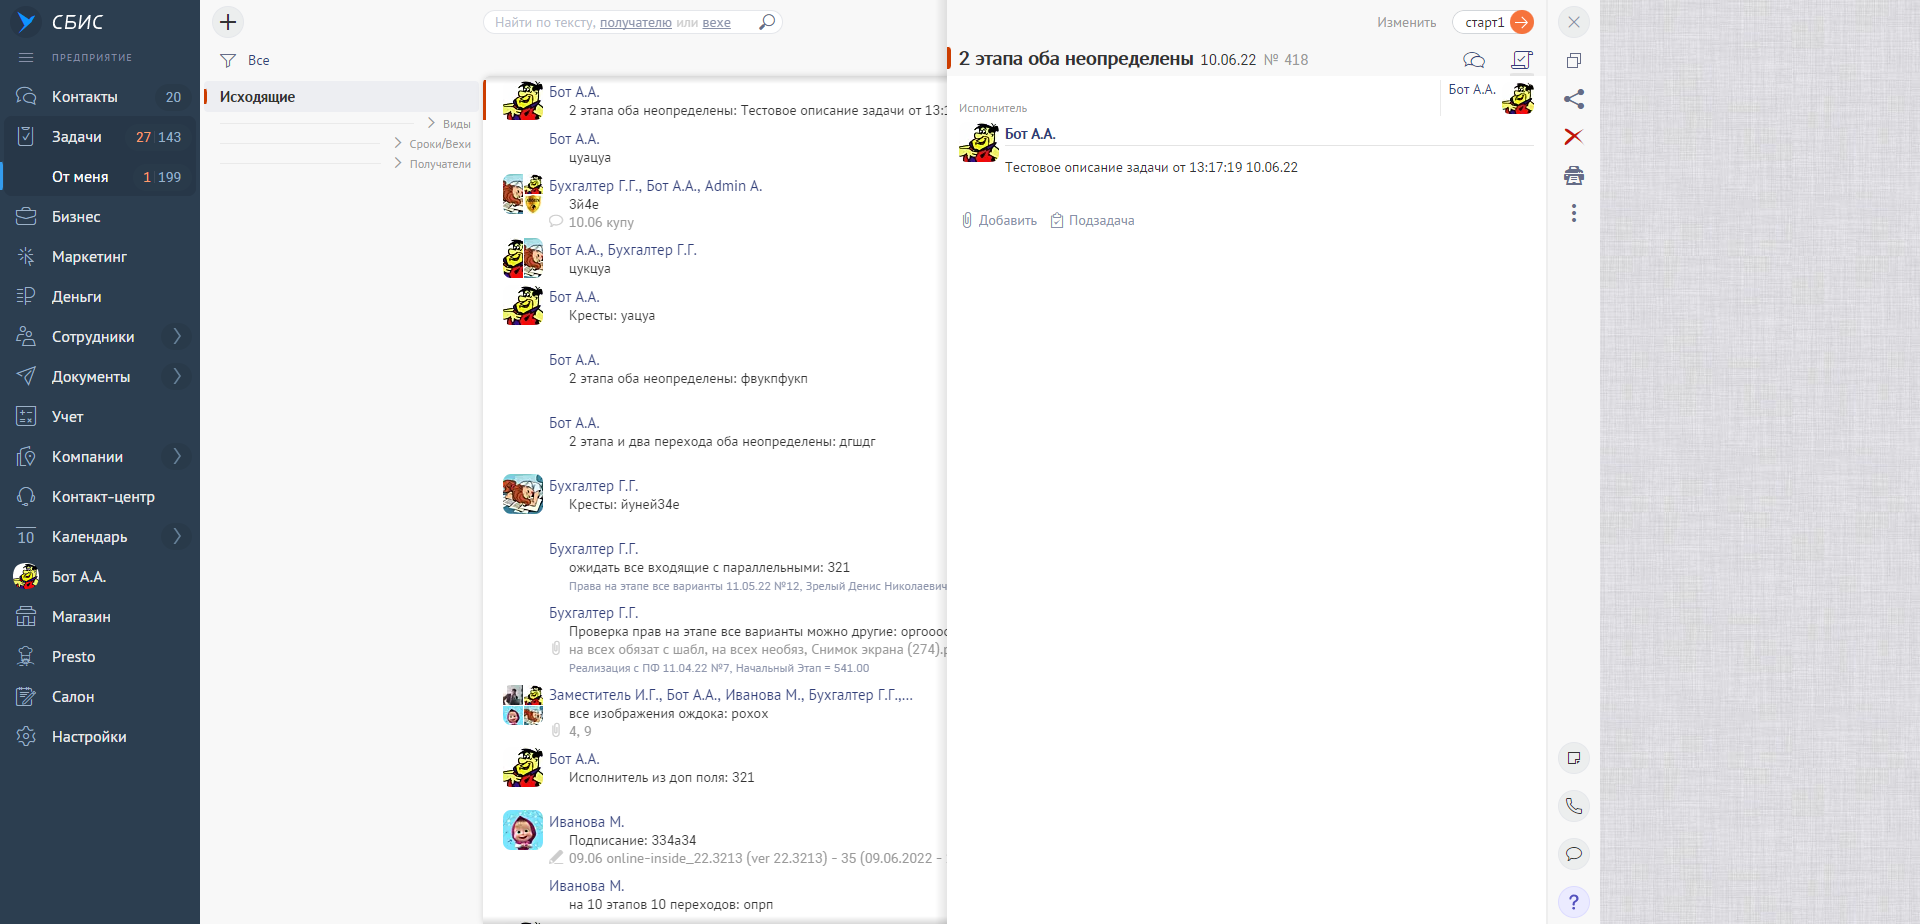 СБИС
ПРЕДПРИЯТИЕ
Контакты 20
Задачи 27 143
От меня 1 199
Бизнес
Маркетинг
Деньги
Сотрудники
Документы
Учет
Компании
Контакт-центр
10 Календарь
Бот А.А.
Магазин
Presto
Салон
Настройки
Найти по тексту, получателю или вехе
Все
Исходящие
Виды
Сроки/Вехи
Получатели
Бот А.А.
2 этапа оба неопределены: Тестовое описание задачи от 13:1
Бот А.А.
цуацуа
Бухгалтер Г.Г., Бот А.А., Admin A.
3й4е
10.06 купу
Бот А.А., Бухгалтер Г.Г.
цукцуа
Бот А.А.
Кресты: уацуа
Бот А.А.
2 этапа оба неопределены: фвукпфукп
Бот А.А.
2 этапа и два перехода оба неопределены: дгшдг
Бухгалтер Г.Г.
Кресты: йуней34е
Бухгалтер Г.Г.
ожидать все входящие с параллельными: 321
Права на этапе все варианты 11.05.22 №12, Зрелый Денис Николаевич
Бухгалтер Г.Г.
Проверка прав на этапе все варианты можно другие: оргооос
на всех обязат с шабл, на всех необяз, Снимок экрана (274).р
Реализация с ПФ 11.04.22 №7, Начальный Этап = 541.00
Заместитель И.Г., Бот А.А., Иванова М., Бухгалтер Г.Г.,...
все изображения ождока: рохох
4, 9
Бот А.А.
Исполнитель из доп поля: 321
Иванова М.
Подписание: 334а34
09.06 online-inside_22.3213 (ver 22.3213) - 35 (09.06.2022 -
Иванова М.
на 10 этапов 10 переходов: опрп
Изменить старт1
2 этапа оба неопределены 10.06.22 № 418
Бот А.А.
Исполнитель
Бот А.А.
Тестовое описание задачи от 13:17:19 10.06.22
Добавить Подзадача
?